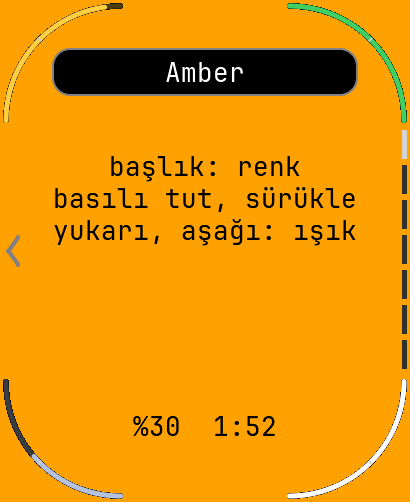 Amber
başlık: renk
basılı tut, sürükle
yukarı, aşağı: ışık
%30  1:52